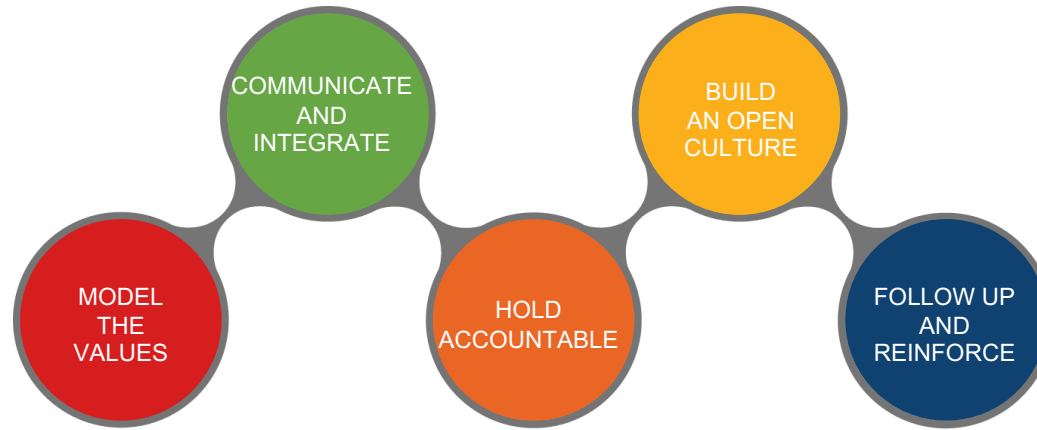 MODEL
THE
VALUES
COMMUNICATE
AND
INTEGRATE
HOLD
ACCOUNTABLE
BUILD
AN OPEN
CULTURE
FOLLOW UP
AND
REINFORCE